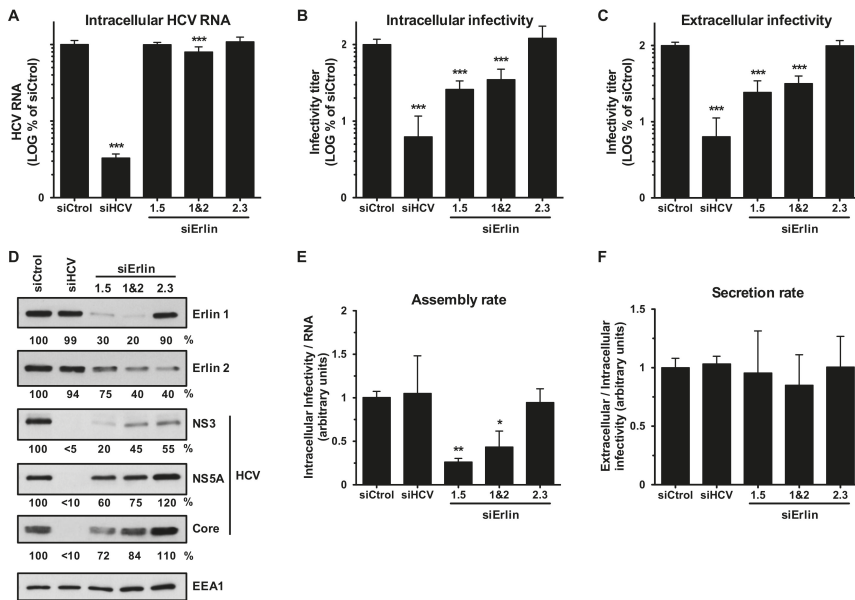 A
Intracellular HCV RNA
HCV RNA
(LOG % of siCtrol)
2
1
0
***
***
siCtrol
siHCV
1.5
1&2
2.3
siErlin
B
Intracellular infectivity
Infectivity titer
(LOG % of siCtrol)
2
1
0
***
***
***
siCtrol
siHCV
1.5
1&2
2.3
siErlin
C
Extracellular infectivity
Infectivity titer
(LOG % of siCtrol)
2
1
0
***
***
***
siCtrol
siHCV
1.5
1&2
2.3
siErlin
D
siCtrol
siHCV
siErlin
1.5 1&2 2.3
Erlin 1
100 99 30 20 90 %
Erlin 2
100 94 75 40 40 %
NS3
100 <5 20 45 55 %
NS5A
100 <10 60 75 120 %
Core
100 <10 72 84 110 %
HCV
EEA1
E
Assembly rate
Intracellular Infectivity / RNA
(arbitrary units)
2
1.5
1
0.5
0
**
*
siCtrol
siHCV
1.5
1&2
2.3
siErlin
F
Secretion rate
Extracellular / Intracellular
infectivity (arbitrary units)
1.5
1
0.5
0
siCtrol
siHCV
1.5
1&2
2.3
siErlin